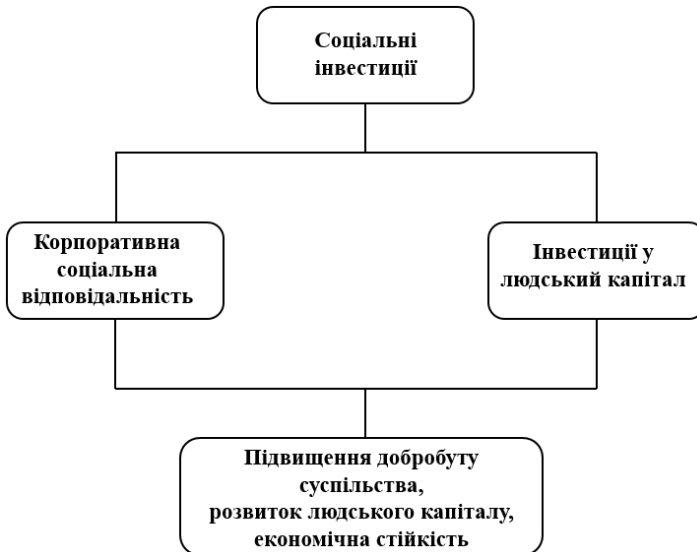 Соціальні
інвестиції
Корпоративна
соціальна
відповідальність
Інвестиції у
людський капітал
Підвищення добробуту
суспільства,
розвиток людського капіталу,
економічна стійкість